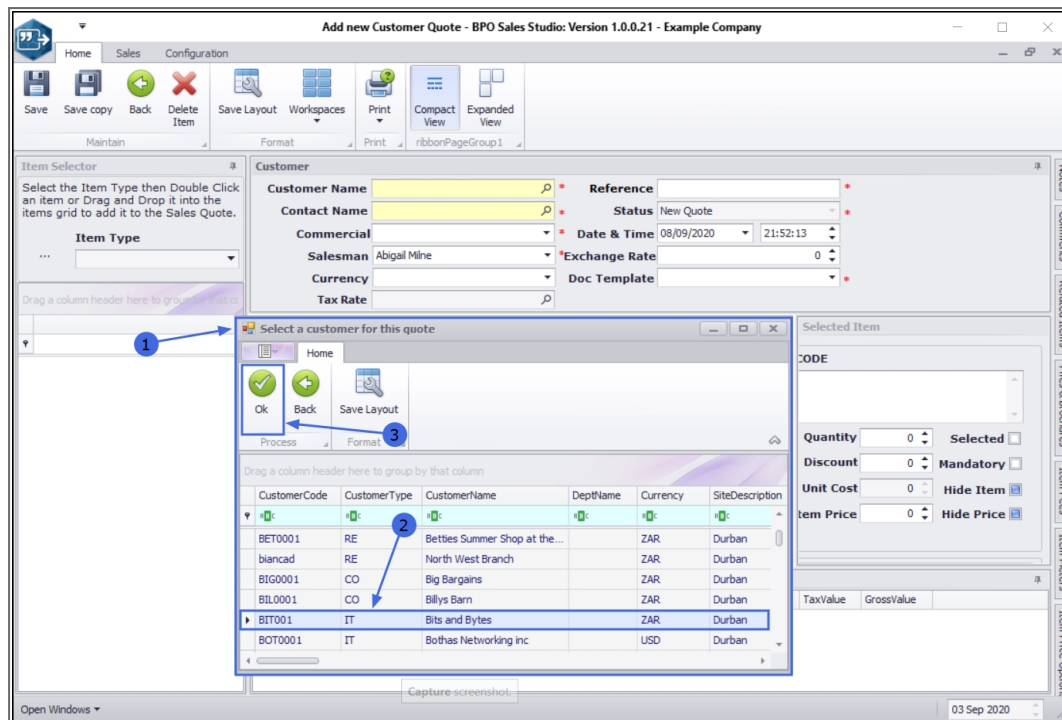 Add new Customer Quote - BPO Sales Studio: Version 1.0.0.21 - Example Company
Home Sales Configuration
Save Save copy Back Delete Item Save Layout Workspaces Print Compact View Expanded View
Maintain Format Print ribbonPageGroup1
Item Selector
Select the Item Type then Double Click
an item or Drag and Drop it into the
items grid to add it to the Sales Quote.
Item Type
...
Drag a column header here to group by that co
Customer
Customer Name * Reference *
Contact Name * Status New Quote *
Commercial * Date & Time 08/09/2020 21:52:13
Salesman Abigail Milne * Exchange Rate 0
Currency Doc Template *
Tax Rate
1
Select a customer for this quote
Home
Ok Back Save Layout
3
Process Format
Drag a column header here to group by that column
CustomerCode CustomerType CustomerName DeptName Currency SiteDescription
2
BET0001 RE Betties Summer Shop at the... ZAR Durban
biancad RE North West Branch ZAR Durban
BIG0001 CO Big Bargains ZAR Durban
BIL0001 CO Billys Barn ZAR Durban
BIT001 IT Bits and Bytes ZAR Durban
BOT0001 IT Bothas Networking inc USD Durban
Selected Item
CODE
Quantity 0 Selected
Discount 0 Mandatory
Unit Cost 0 Hide Item
tem Price 0 Hide Price
TaxValue GrossValue
Notes
Capture screenshot.
Open Windows
03 Sep 2020